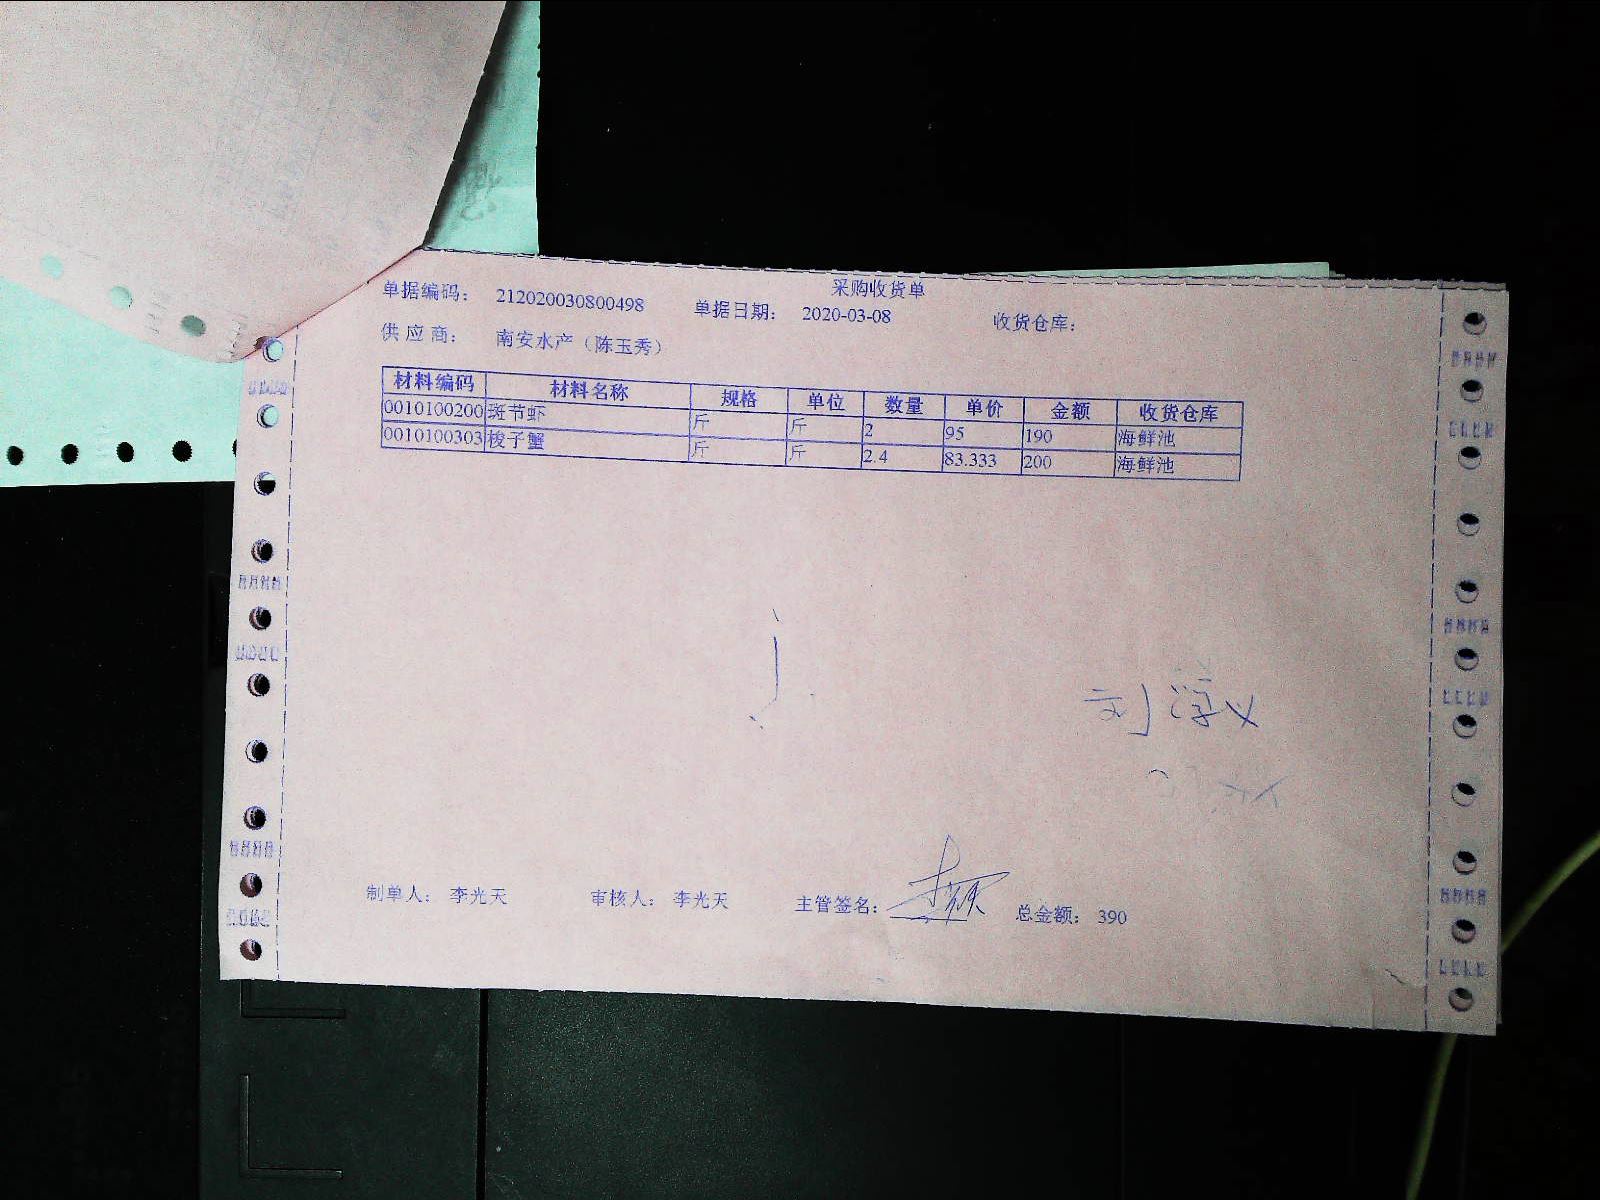 采购收货单
单据编码： 212020030800498 单据日期： 2020-03-08 收货仓库：
供 应 商： 南安水产（陈玉秀）
材料编码 材料名称 规格 单位 数量 单价 金额 收货仓库
0010100200 斑节虾 斤 斤 2 95 190 海鲜池
0010100303 梭子蟹 斤 斤 2.4 83.333 200 海鲜池
刘淳义
制单人： 李光天 审核人： 李光天 主管签名： 总金额： 390